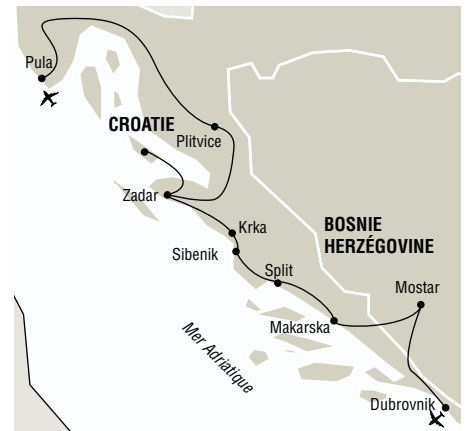 Pula
CROATIE
Plitvice
Zadar
Krka
Sibenik
BOSNIE
HERZÉGOVINE
Split
Mostar
Makarska
Mer Adriatique
Dubrovnik